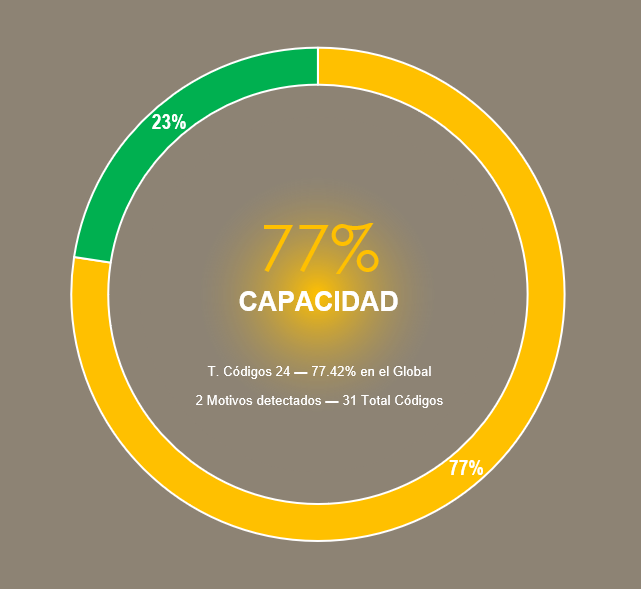 23%
77%
CAPACIDAD
T. Códigos 24 — 77.42% en el Global
2 Motivos detectados — 31 Total Códigos
77%